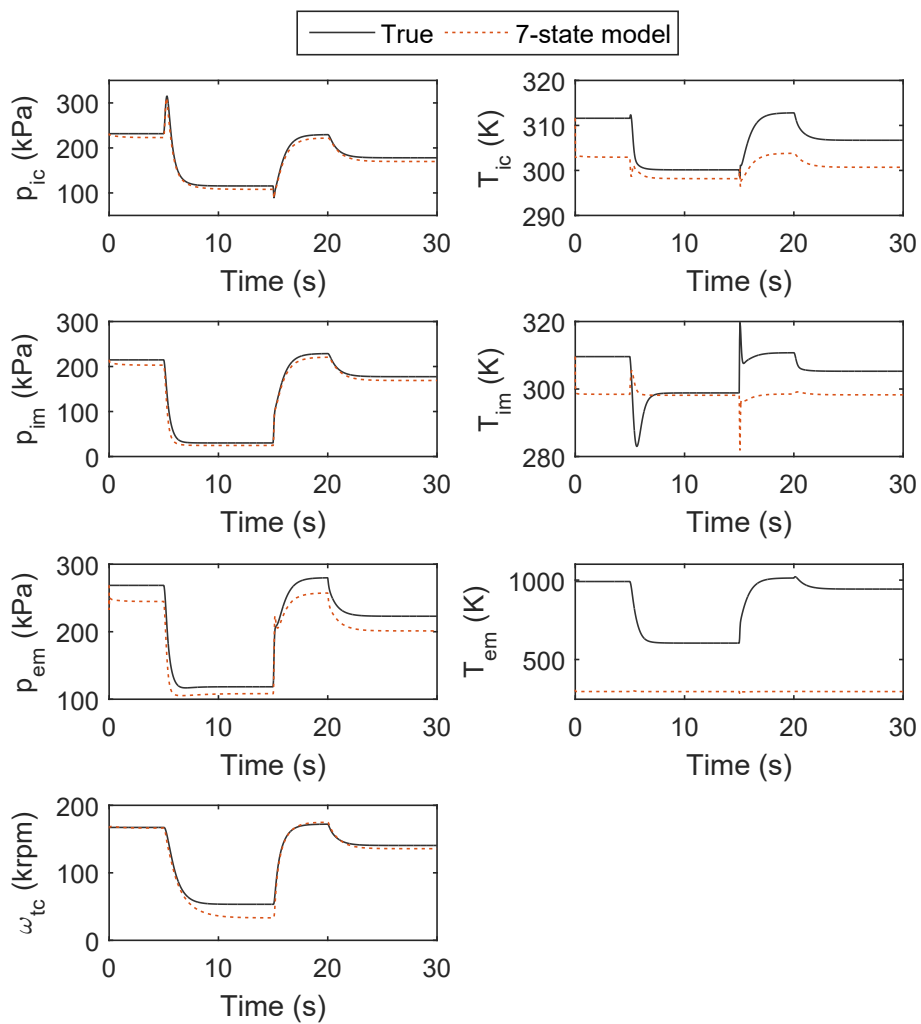 True 7-state model
p_ic (kPa)
300
200
100
0 10 20 30
Time (s)
T_ic (K)
320
310
300
290
0 10 20 30
Time (s)
p_im (kPa)
300
200
100
0
0 10 20 30
Time (s)
T_im (K)
320
300
280
0 10 20 30
Time (s)
p_em (kPa)
300
200
100
0 10 20 30
Time (s)
T_em (K)
1000
500
0 10 20 30
Time (s)
ω_tc (krpm)
200
100
0
0 10 20 30
Time (s)